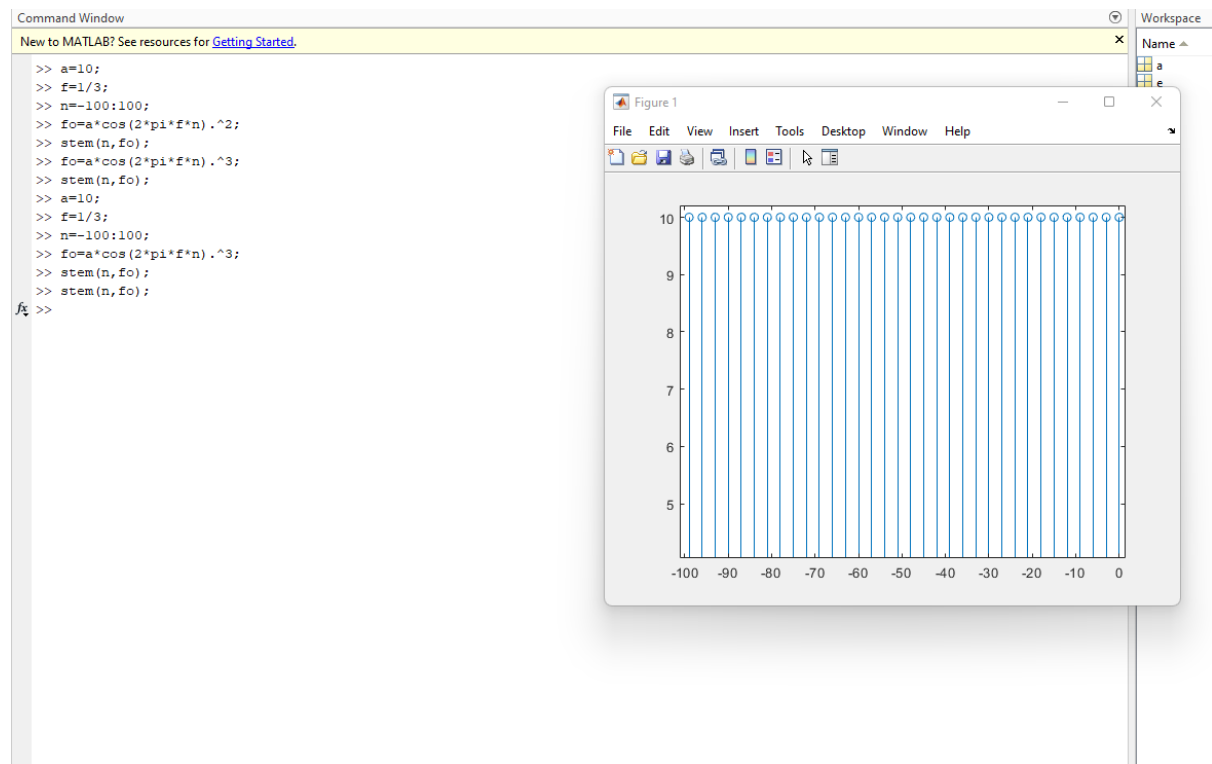 Command Window
New to MATLAB? See resources for Getting Started.
>> a=10;
>> f=1/3;
>> n=-100:100;
>> fo=a*cos(2*pi*f*n).^2;
>> stem(n,fo);
>> fo=a*cos(2*pi*f*n).^3;
>> stem(n,fo);
>> a=10;
>> f=1/3;
>> n=-100:100;
>> fo=a*cos(2*pi*f*n).^3;
>> stem(n,fo);
>> stem(n,fo);
fx >>
Workspace
Name
a
e
Figure 1
File Edit View Insert Tools Desktop Window Help
10
9
8
7
6
5
-100 -90 -80 -70 -60 -50 -40 -30 -20 -10 0